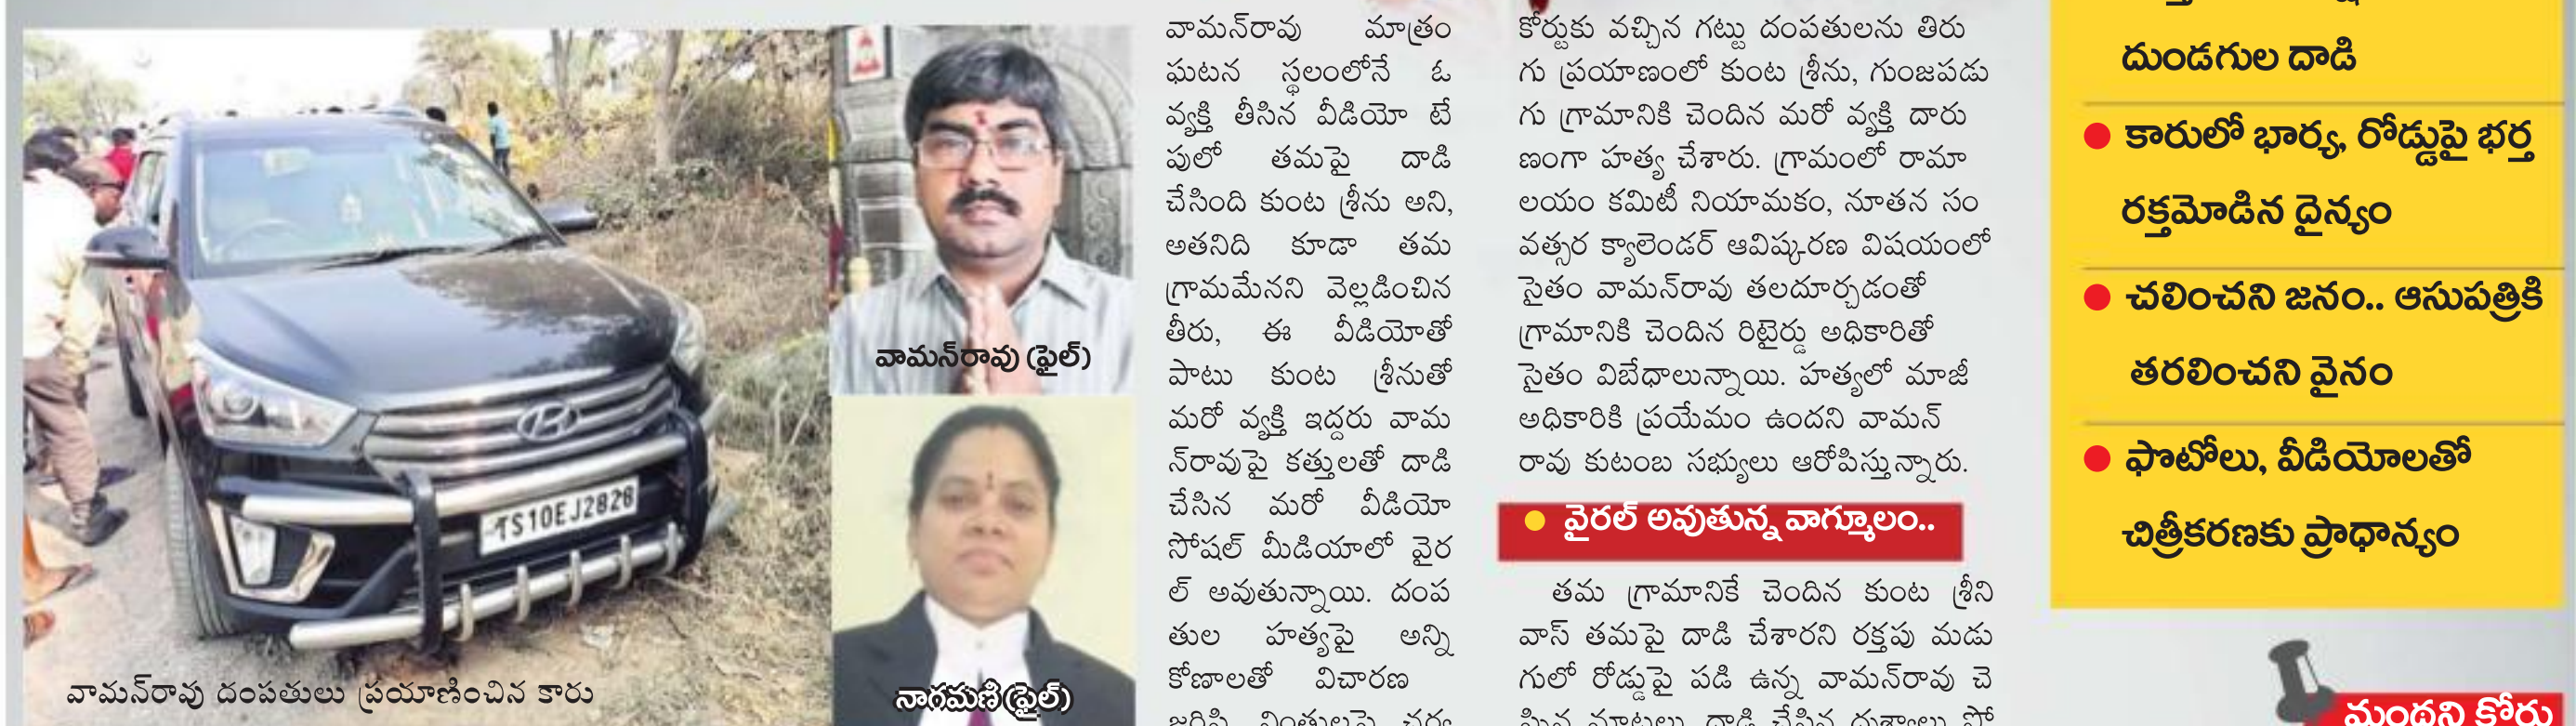 TS10EJ2828
వామన్‌రావు దంపతులు ప్రయాణించిన కారు
వామన్‌రావు (ఫైల్)
నాగమణి(ఫైల్)
వామన్‌రావు మాత్రం
ఘటన స్థలంలోనే ఓ
వ్యక్తి తీసిన వీడియో టే
పులో తమపై దాడి
చేసింది కుంట శ్రీను అని,
అతనిది కూడా తమ
గ్రామమేనని వెల్లడించిన
తీరు, ఈ వీడియోతో
పాటు కుంట శ్రీనుతో
మరో వ్యక్తి ఇద్దరు వామ
న్‌రావుపై కత్తులతో దాడి
చేసిన మరో వీడియో
సోషల్ మీడియాలో వైర
ల్ అవుతున్నాయి. దంప
తుల హత్యపై అన్ని
కోణాలతో విచారణ
కోర్టుకు వచ్చిన గట్టు దంపతులను తిరు
గు ప్రయాణంలో కుంట శ్రీను, గుంజపడు
గు గ్రామానికి చెందిన మరో వ్యక్తి దారు
ణంగా హత్య చేశారు. గ్రామంలో రామా
లయం కమిటీ నియామకం, నూతన సం
వత్సర క్యాలెండర్ ఆవిష్కరణ విషయంలో
సైతం వామన్‌రావు తలదూర్చడంతో
గ్రామానికి చెందిన రిటైర్డు అధికారితో
సైతం విబేధాలున్నాయి. హత్యలో మాజీ
అధికారికి ప్రయేమం ఉందని వామన్
రావు కుటంబ సభ్యులు ఆరోపిస్తున్నారు.
● వైరల్ అవుతున్న వాగ్మూలం..
తమ గ్రామానికే చెందిన కుంట శ్రీని
వాస్ తమపై దాడి చేశారని రక్తపు మడు
గులో రోడ్డుపై పడి ఉన్న వామన్‌రావు చె
దుండగుల దాడి
● కారులో భార్య, రోడ్డుపై భర్త
రక్తమోడిన దైన్యం
● చలించని జనం.. ఆసుపత్రికి
తరలించని వైనం
● ఫొటోలు, వీడియోలతో
చిత్రీకరణకు ప్రాధాన్యం
మంథని కోర్టు